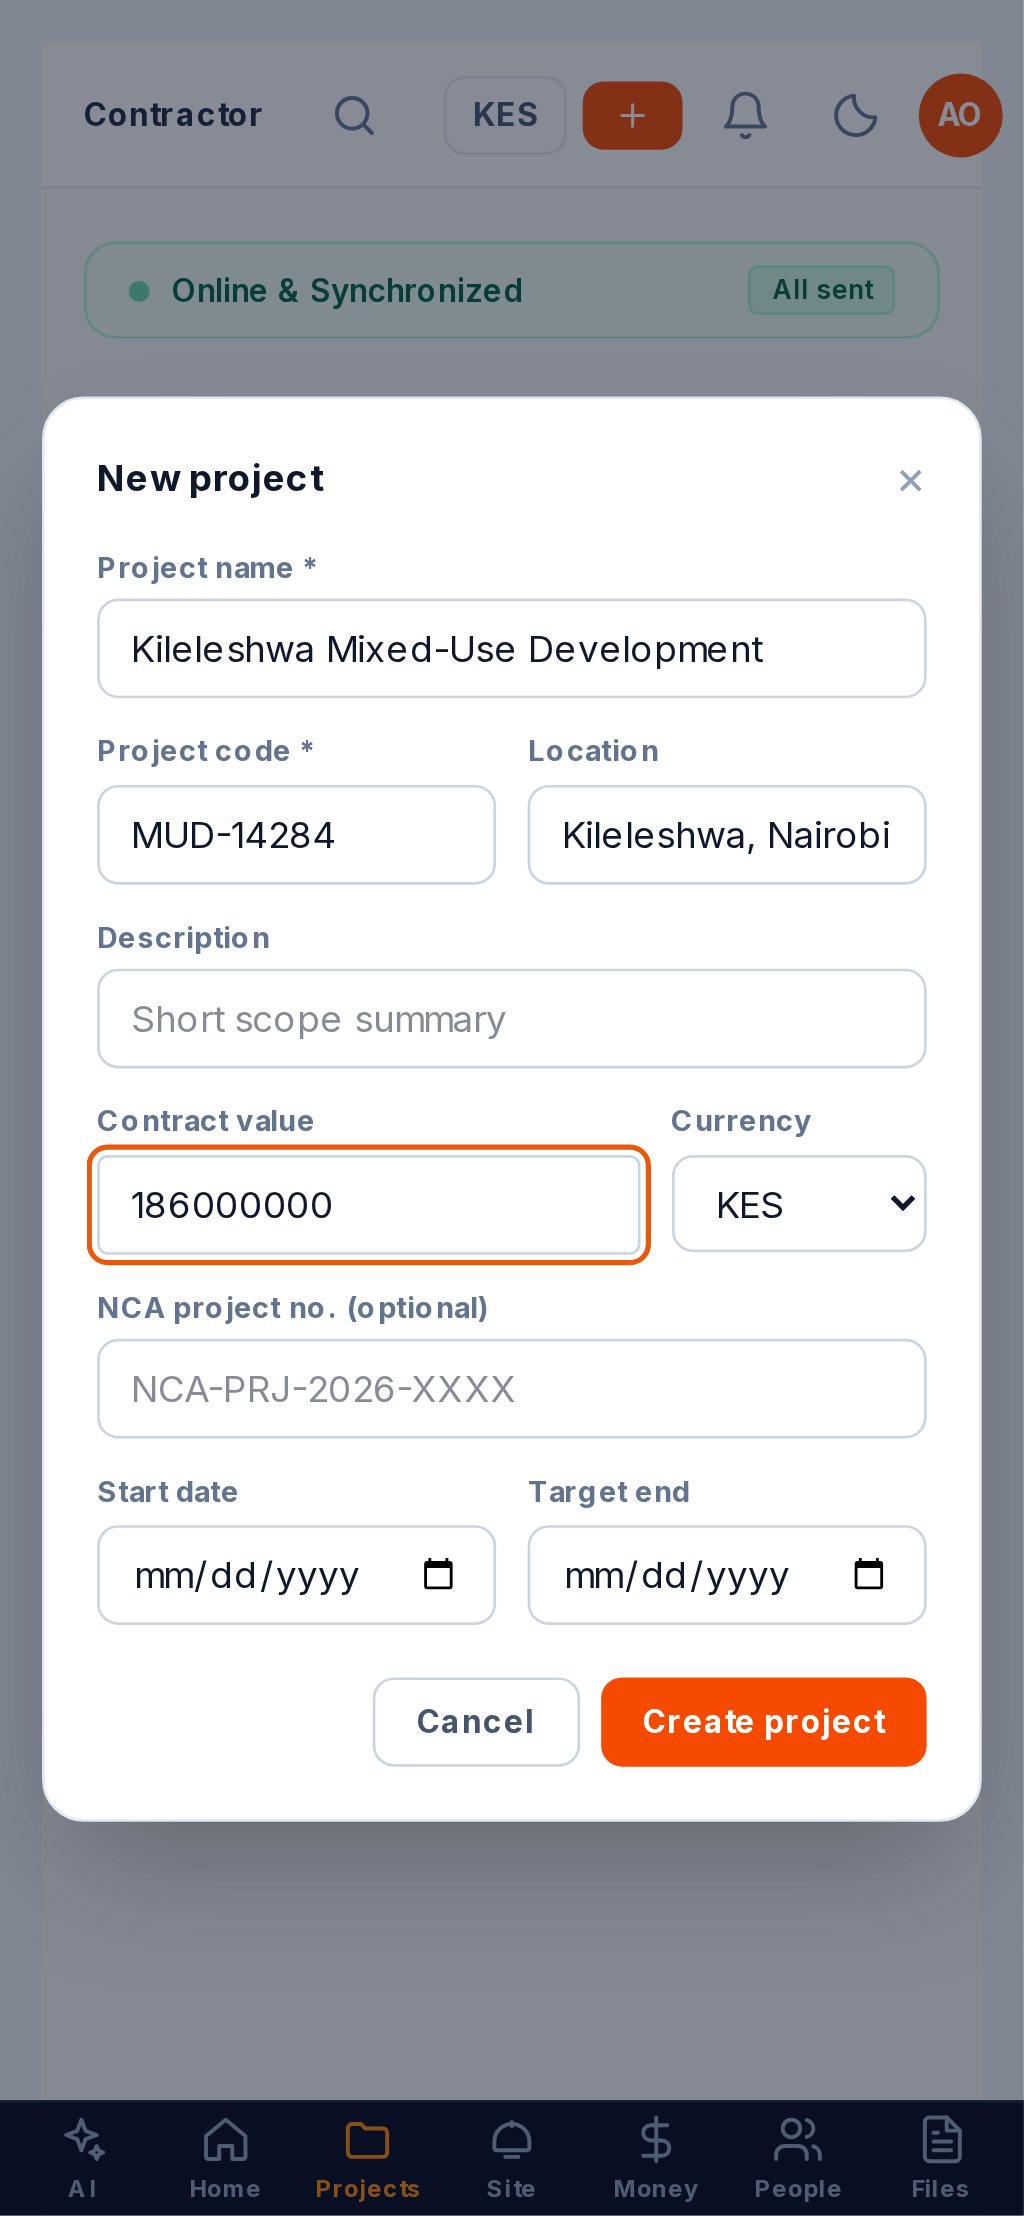 Contractor KES + AO
Online & Synchronized All sent
New project ×
Project name *
Kileleshwa Mixed-Use Development
Project code * Location
MUD-14284 Kileleshwa, Nairobi
Description
Short scope summary
Contract value Currency
186000000 KES
NCA project no. (optional)
NCA-PRJ-2026-XXXX
Start date Target end
mm/dd/yyyy mm/dd/yyyy
Cancel Create project
AI Home Projects Site Money People Files